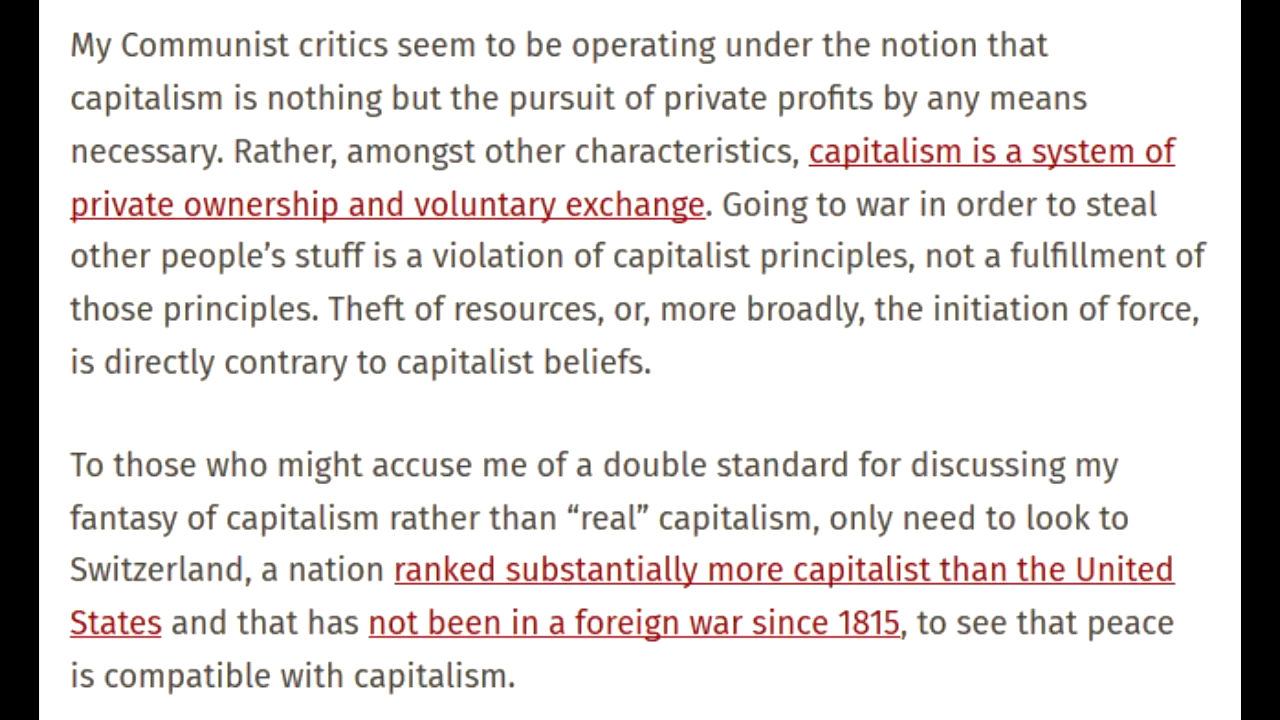 My Communist critics seem to be operating under the notion that
capitalism is nothing but the pursuit of private profits by any means
necessary. Rather, amongst other characteristics, capitalism is a system of
private ownership and voluntary exchange. Going to war in order to steal
other people’s stuff is a violation of capitalist principles, not a fulfillment of
those principles. Theft of resources, or, more broadly, the initiation of force,
is directly contrary to capitalist beliefs.
To those who might accuse me of a double standard for discussing my
fantasy of capitalism rather than “real” capitalism, only need to look to
Switzerland, a nation ranked substantially more capitalist than the United
States and that has not been in a foreign war since 1815, to see that peace
is compatible with capitalism.